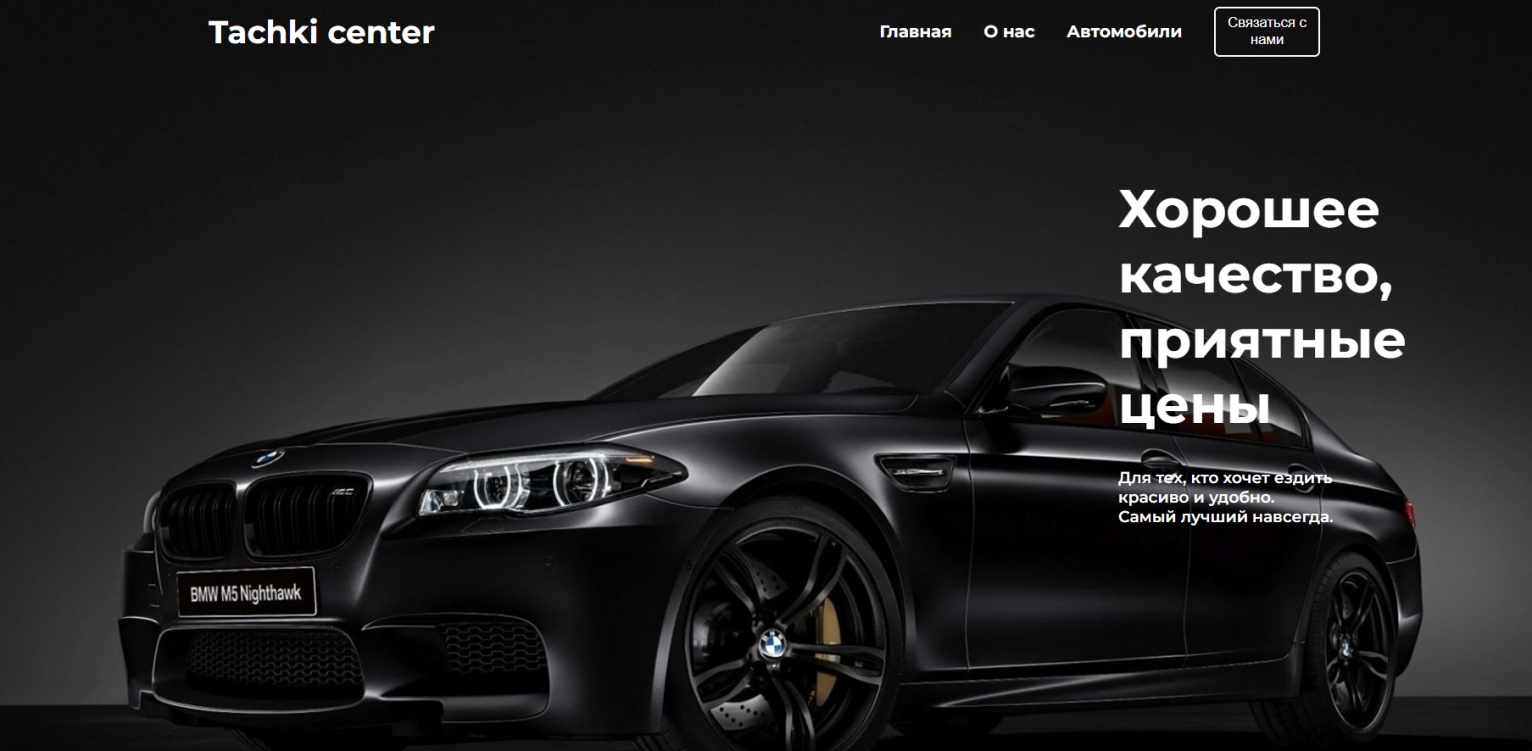 Tachki center
Главная
О нас
Автомобили
Связаться с
нами
Хорошее
качество,
приятные
цены
Для тех, кто хочет ездить
красиво и удобно.
Самый лучший навсегда.
BMW M5 Nighthawk